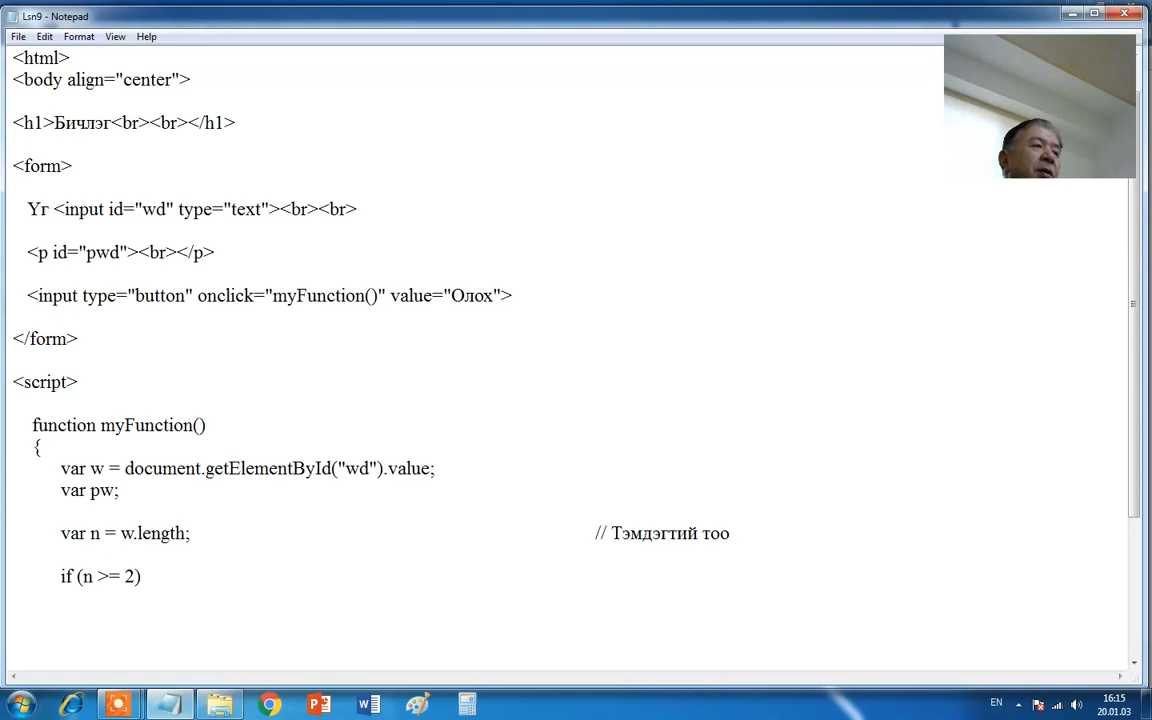 Lsn9 - Notepad
File Edit Format View Help
<html>
<body align="center">
<h1>Бичлэг<br><br></h1>
<form>
Үг <input id="wd" type="text"><br><br>
<p id="pwd"><br></p>
<input type="button" onclick="myFunction()" value="Олох">
</form>
<script>
function myFunction()
{
var w = document.getElementById("wd").value;
var pw;
var n = w.length; // Тэмдэгтий тоо
if (n >= 2)
EN 16:15
20.01.03